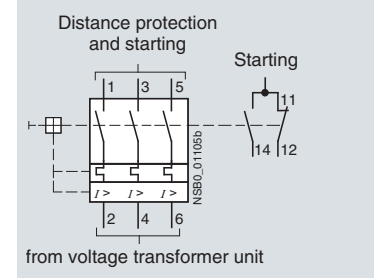 Distance protection
and starting
Starting
1 3 5
11
14 12
NSB0_01105b
I > I > I >
2 4 6
from voltage transformer unit